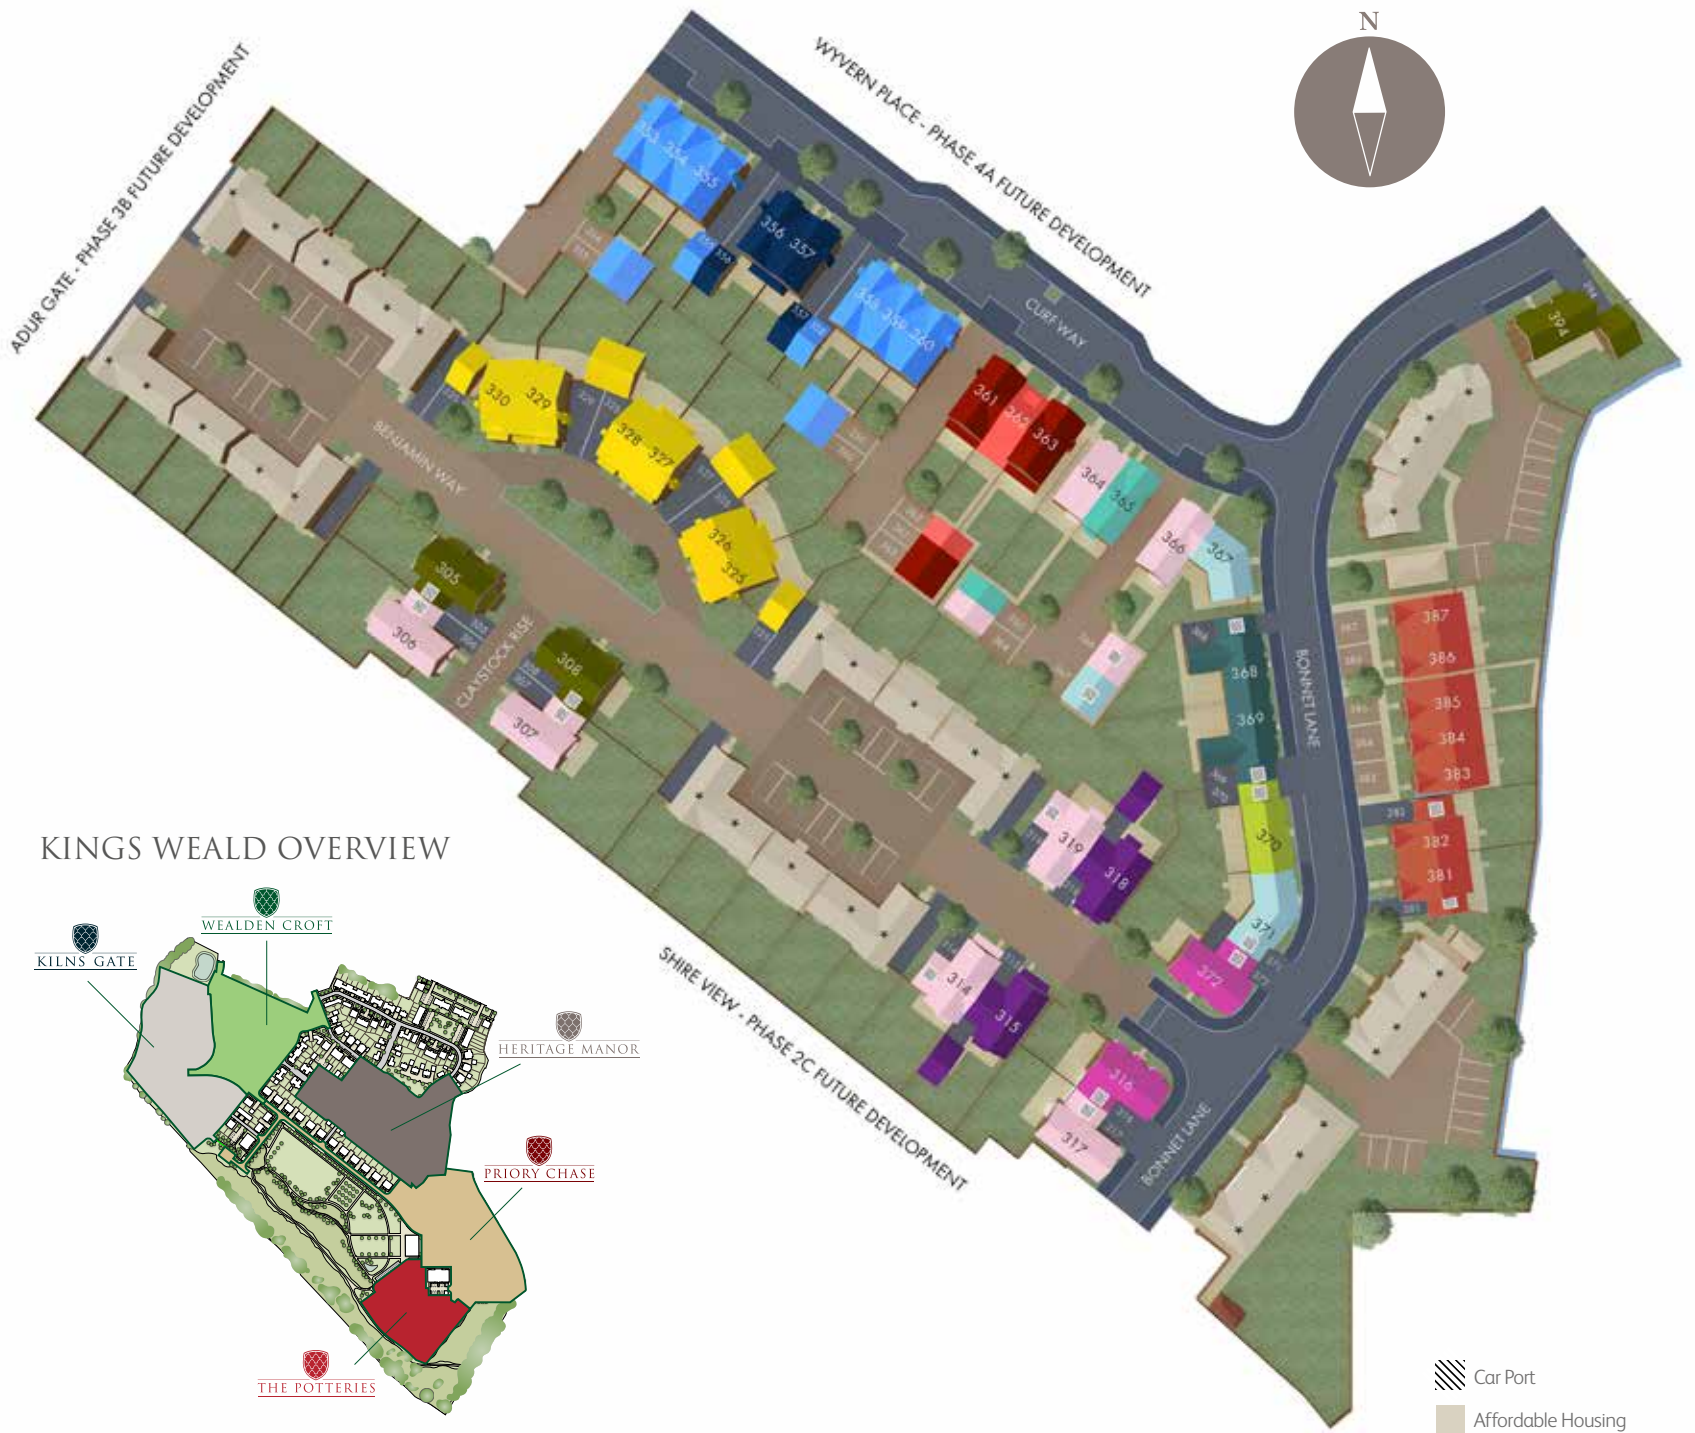 N
WYVERN PLACE - PHASE 4A FUTURE DEVELOPMENT
ADUR GATE - PHASE 3B FUTURE DEVELOPMENT
353 354 355
356 357
358 359 360
CURF WAY
394
361 362 363
364 365
366 367
330 329
328 327
326 325
BENJAMIN WAY
305
306
CLAYSTOCK RISE
308
307
368
369
370
371
372
BONNET LANE
387
386
385
384
383
382
381
319
318
314
315
316
317
BONNET LANE
SHIRE VIEW - PHASE 2C FUTURE DEVELOPMENT
KINGS WEALD OVERVIEW
WEALDEN CROFT
KILNS GATE
HERITAGE MANOR
PRIORY CHASE
THE POTTERIES
Car Port
Affordable Housing